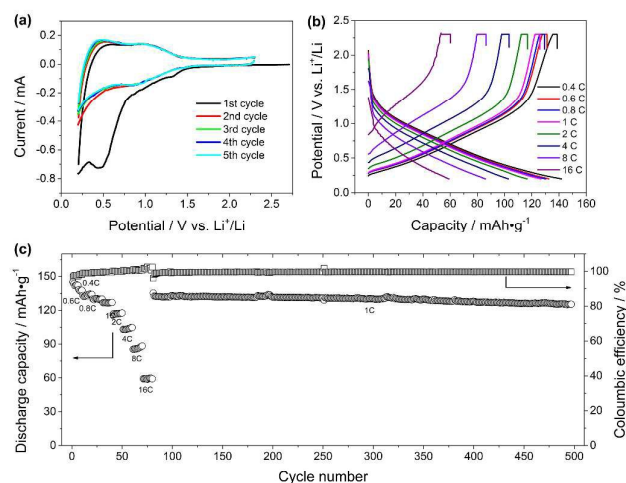 (a)
0.2
0.0
-0.2
-0.4
-0.6
-0.8
Current / mA
1st cycle
2nd cycle
3rd cycle
4th cycle
5th cycle
0.0 0.5 1.0 1.5 2.0 2.5
Potential / V vs. Li+/Li
(b)
2.5
2.0
1.5
1.0
0.5
0.0
Potential / V vs. Li+/Li
0.4 C
0.6 C
0.8 C
1 C
2 C
4 C
8 C
16 C
0 20 40 60 80 100 120 140 160
Capacity / mAh•g-1
(c)
150
120
90
60
30
0
Discharge capacity / mAh•g-1
0.4C
0.6C
0.8C
1C
2C
4C
8C
16C
1C
100
80
60
40
20
0
Coloumbic efficiency / %
0 50 100 150 200 250 300 350 400 450 500
Cycle number